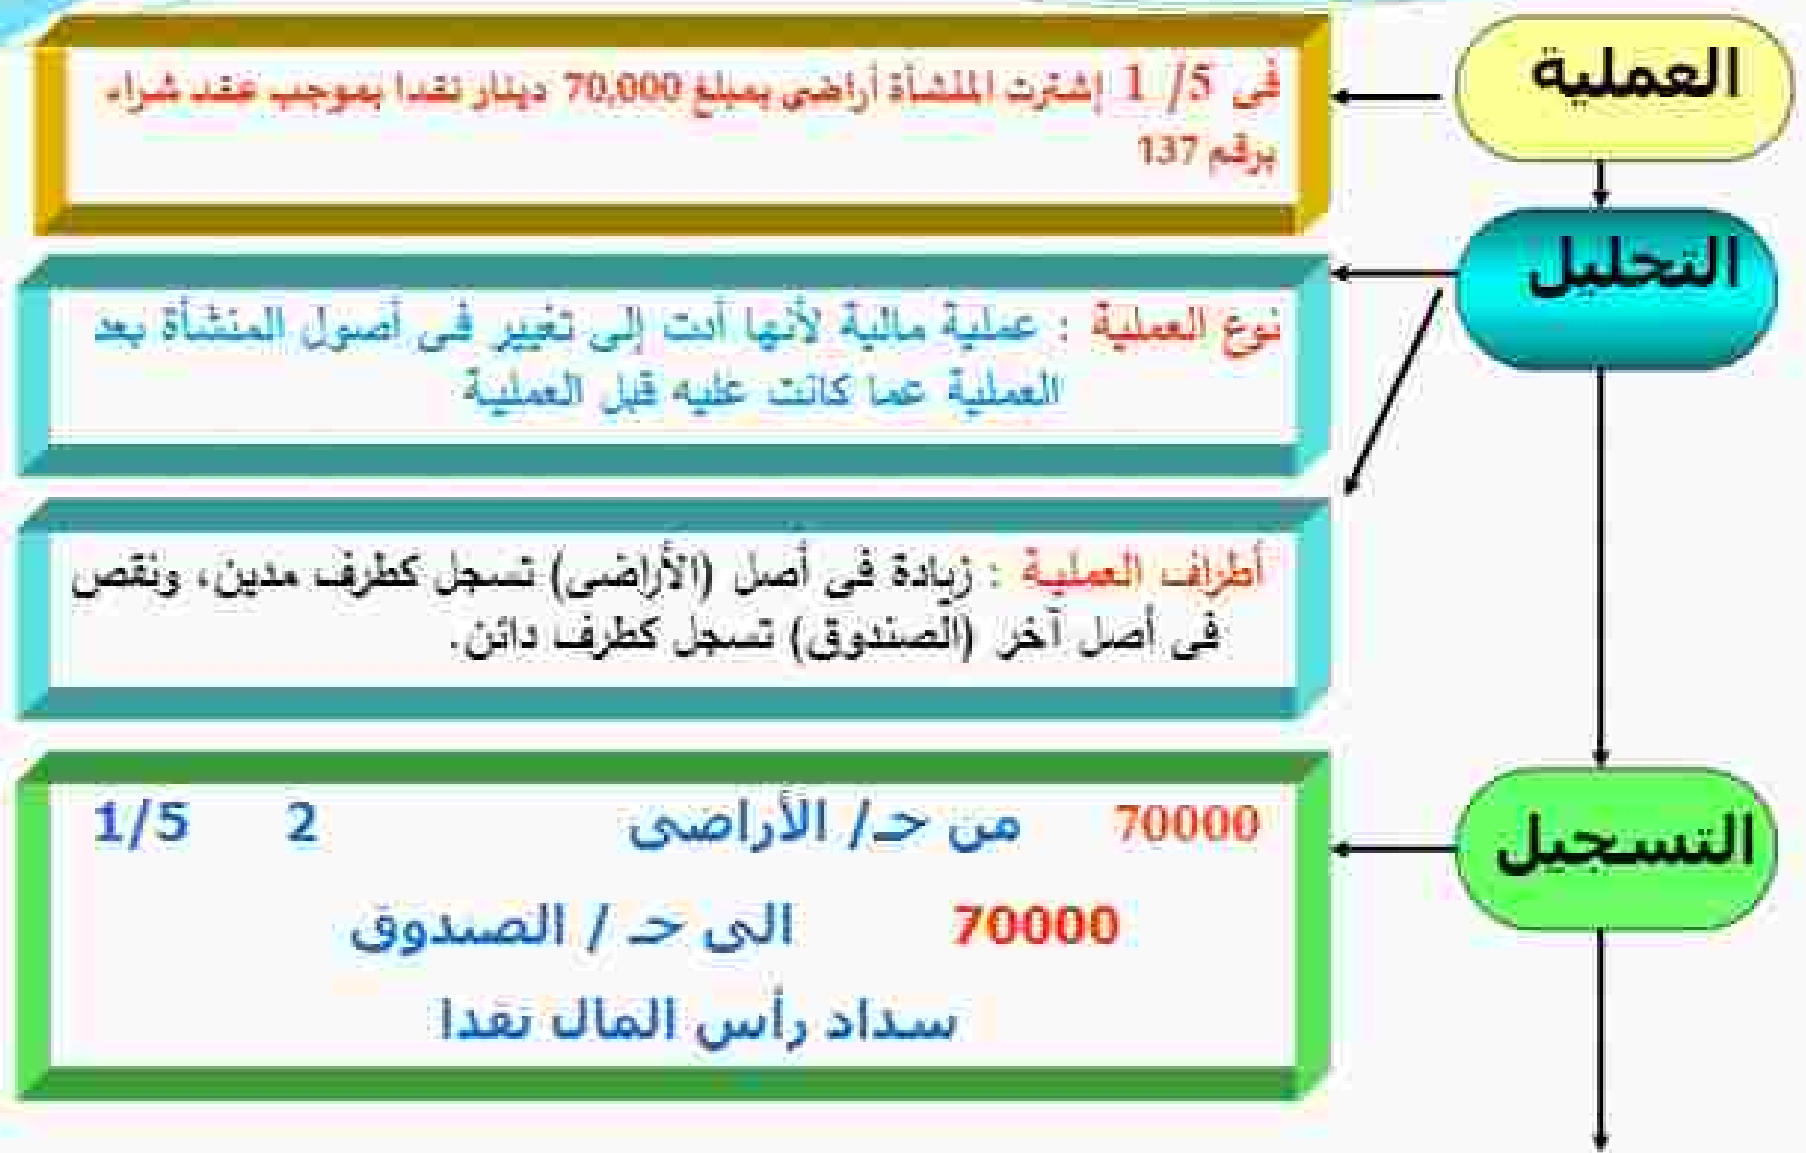 العملية
فى 5/ 1 إشترت المنشأة أراضي بمبلغ 70,000 دينار نقدا بموجب عقد شراء
برقم 137
التحليل
نوع العملية : عملية مالية لأنها أدت إلى تغيير فى أصول المنشأة بعد
العملية عما كانت عليه قبل العملية
أطراف العملية : زيادة فى أصل (الأراضى) تسجل كطرف مدين، ونقص
فى أصل آخر (الصندوق) تسجل كطرف دائن.
التسجيل
70000 من حـ/ الأراضى 2 1/5
70000 الى حـ / الصندوق
سداد رأس المال نقدا